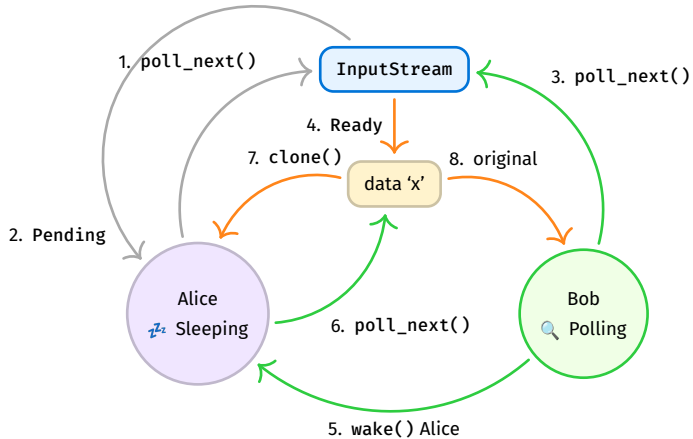 1. poll_next()
InputStream
3. poll_next()
4. Ready
7. clone()
8. original
data ‘x’
2. Pending
Alice
💤 Sleeping
Bob
🔍 Polling
6. poll_next()
5. wake() Alice